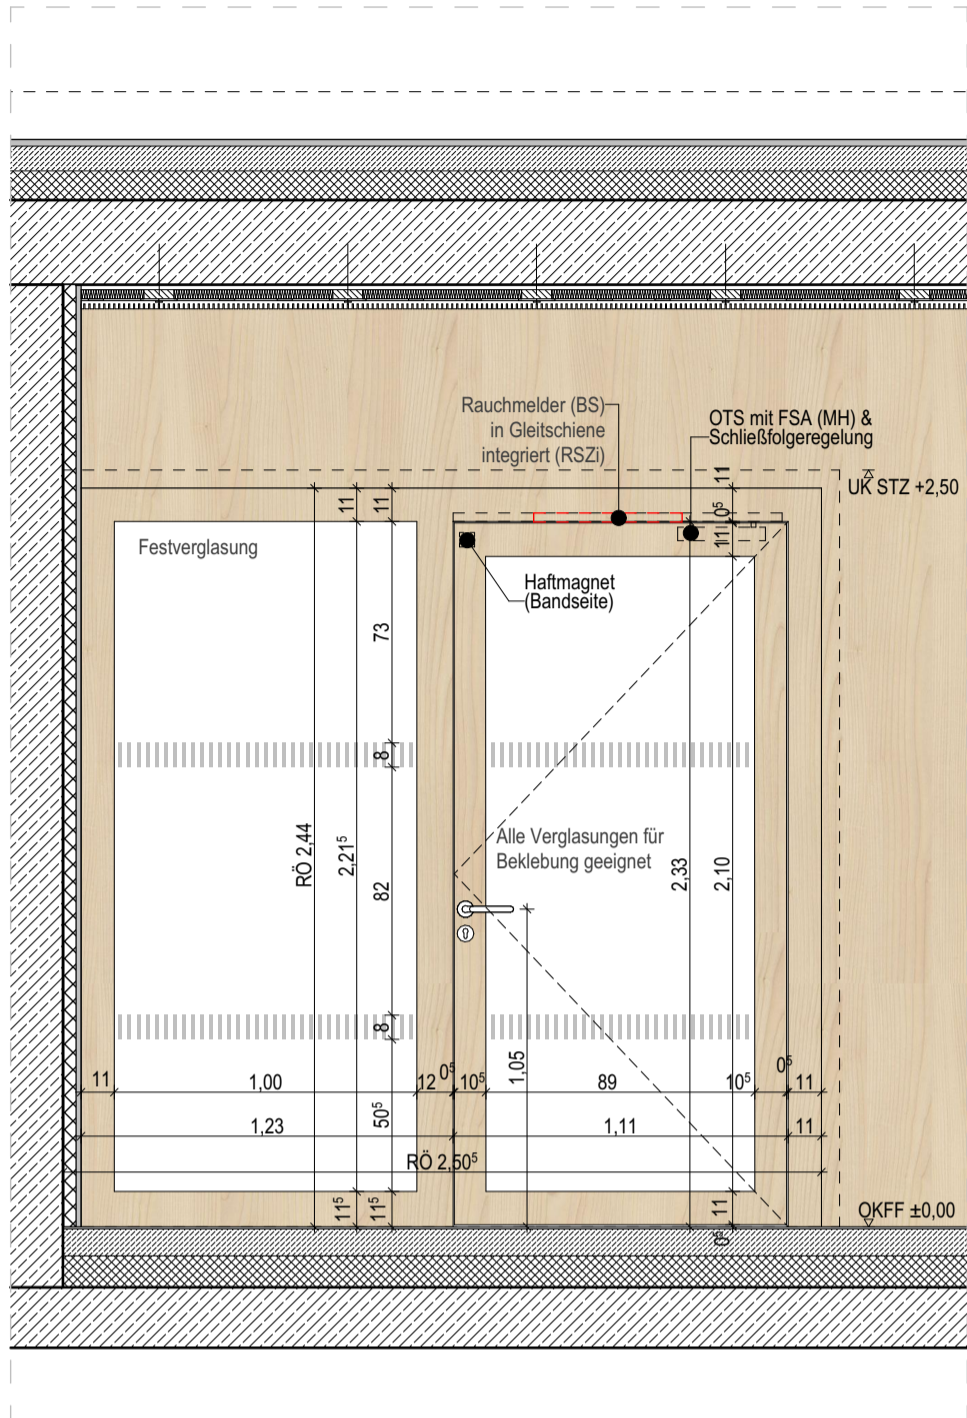 Rauchmelder (BS)
in Gleitschiene
integriert (RSZi)
OTS mit FSA (MH) &
Schließfolgeregelung
UK STZ +2,50
11
11
11
0⁵
11
Festverglasung
Haftmagnet
(Bandseite)
73
8
RÖ 2,44
2,21⁵
82
Alle Verglasungen für
Beklebung geeignet
2,33
2,10
8
1,05
11
1,00
12
0⁵
10⁵
89
10⁵
0⁵
11
1,23
50⁵
1,11
11
RÖ 2,50⁵
11⁵
11⁵
11
0⁵
OKFF ±0,00